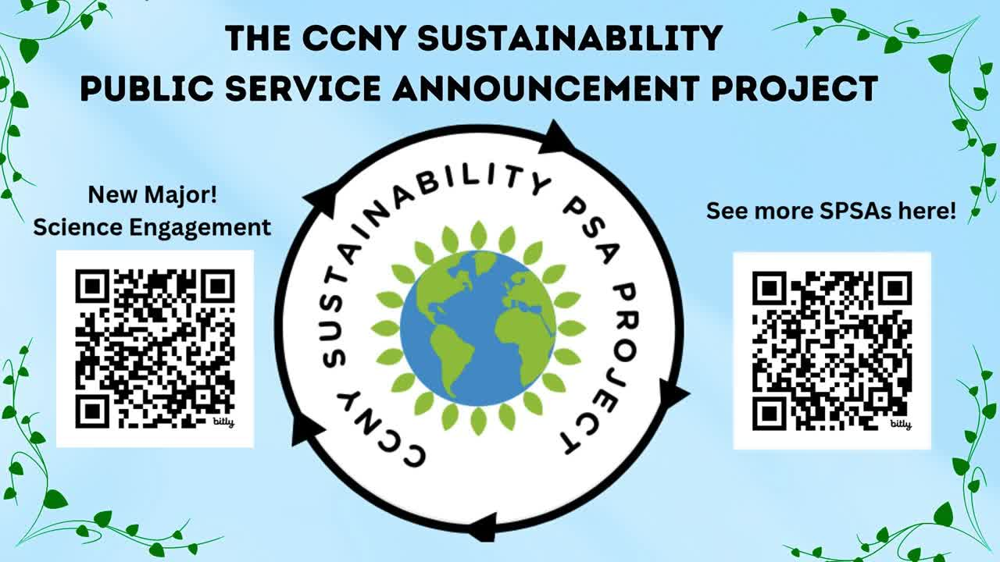 THE CCNY SUSTAINABILITY
PUBLIC SERVICE ANNOUNCEMENT PROJECT
New Major!
Science Engagement
bitly
CCNY SUSTAINABILITY PSA PROJECT
See more SPSAs here!
bitly